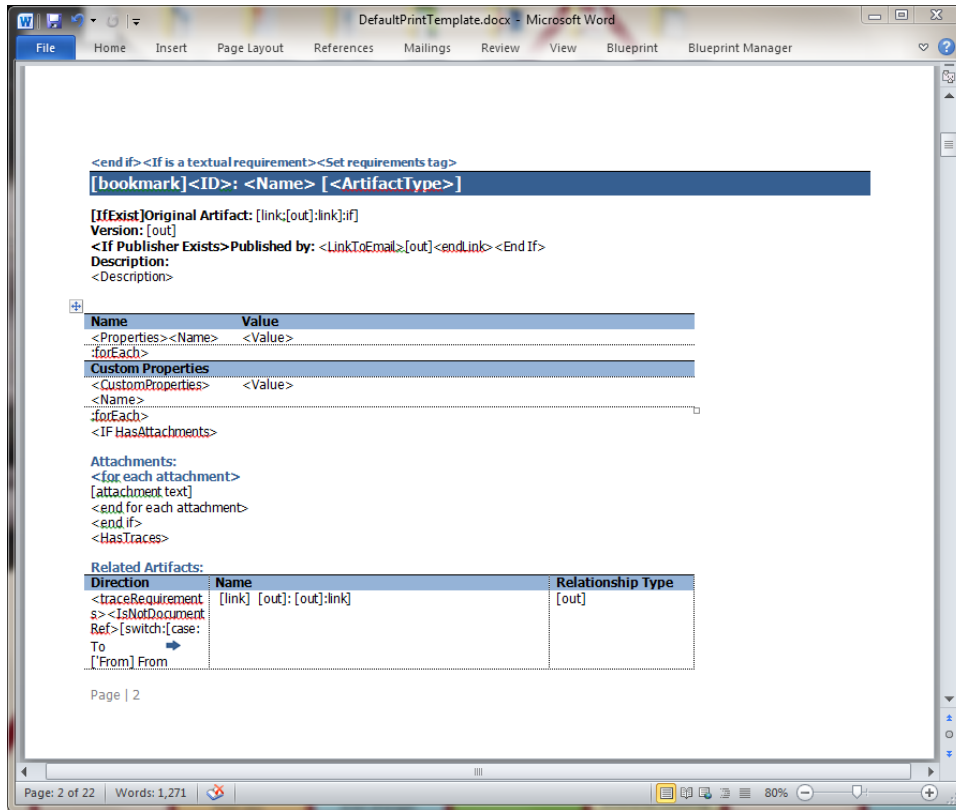 DefaultPrintTemplate.docx - Microsoft Word
File Home Insert Page Layout References Mailings Review View Blueprint Blueprint Manager
<end if><If is a textual requirement><Set requirements tag>
[bookmark]<ID>: <Name> [<ArtifactType>]
[IfExist]Original Artifact: [link;[out]:link]:if]
Version: [out]
<If Publisher Exists>Published by: <LinkToEmail>[out]<endLink><End If>
Description:
<Description>
Name Value
<Properties><Name> <Value>
:forEach>
Custom Properties
<CustomProperties> <Value>
<Name>
:forEach>
<IF HasAttachments>
Attachments:
<for each attachment>
[attachment text]
<end for each attachment>
<end if>
<HasTraces>
Related Artifacts:
Direction Name Relationship Type
<traceRequirement [link] [out]: [out]:link] [out]
s><IsNotDocument
Ref>[switch:[case:
To
['From] From
Page | 2
Page: 2 of 22 Words: 1,271 80%